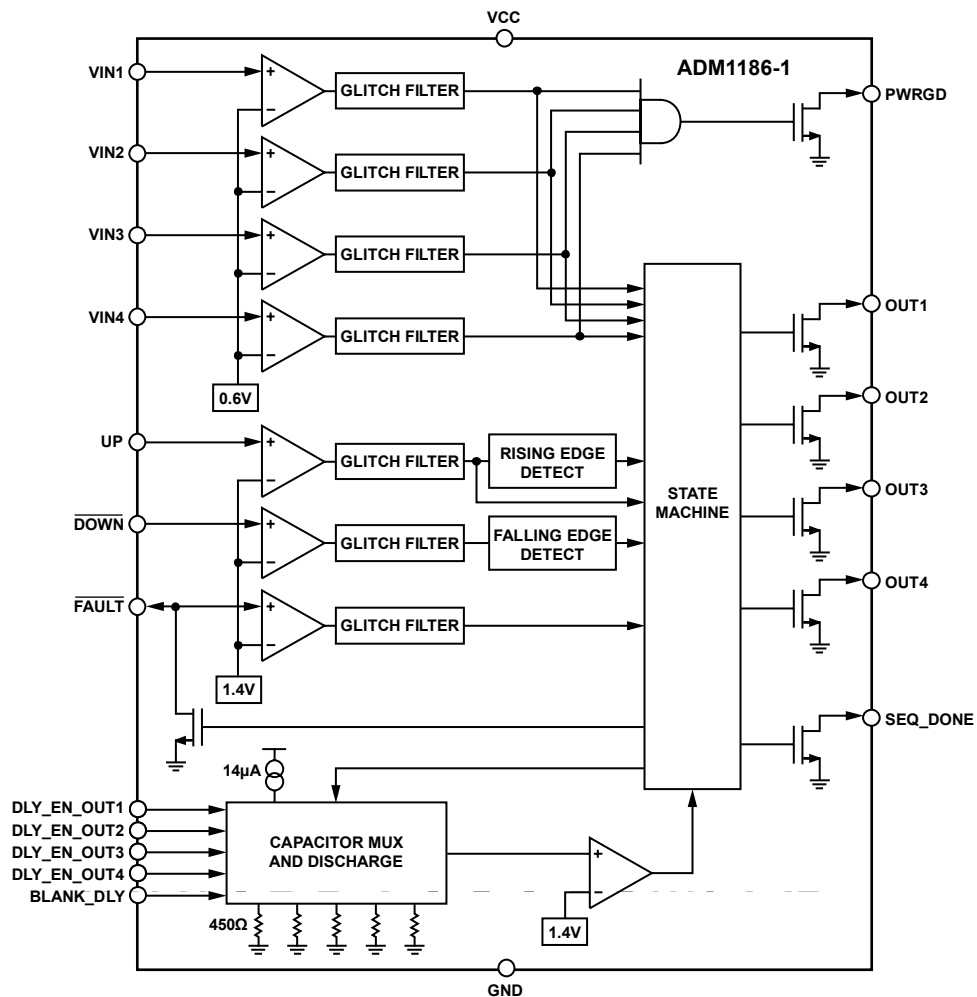 VCC
ADM1186-1
VIN1
+
−
GLITCH FILTER
PWRGD
VIN2
+
−
GLITCH FILTER
VIN3
+
−
GLITCH FILTER
VIN4
+
−
GLITCH FILTER
0.6V
OUT1
OUT2
UP
+
−
GLITCH FILTER
RISING EDGE
DETECT
STATE
MACHINE
OUT3
DOWN
+
−
GLITCH FILTER
FALLING EDGE
DETECT
OUT4
FAULT
+
−
GLITCH FILTER
1.4V
SEQ_DONE
14µA
DLY_EN_OUT1
DLY_EN_OUT2
DLY_EN_OUT3
DLY_EN_OUT4
BLANK_DLY
CAPACITOR MUX
AND DISCHARGE
+
−
450Ω
1.4V
GND